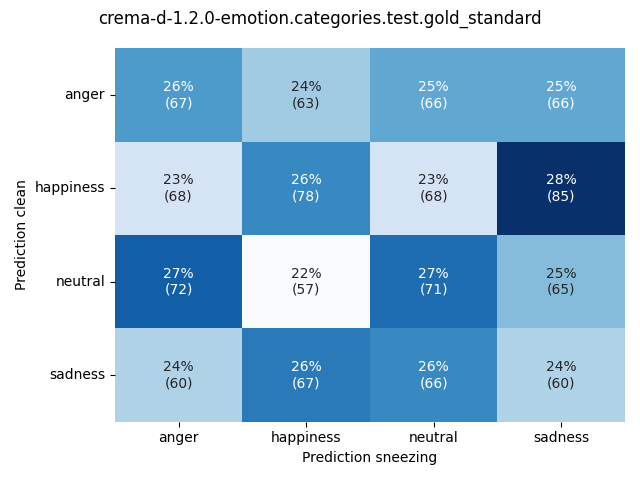 crema-d-1.2.0-emotion.categories.test.gold_standard
Prediction clean
anger
26% 24% 25% 25%
(67) (63) (66) (66)
happiness
23% 26% 23% 28%
(68) (78) (68) (85)
neutral
27% 22% 27% 25%
(72) (57) (71) (65)
sadness
24% 26% 26% 24%
(60) (67) (66) (60)
anger happiness neutral sadness
Prediction sneezing